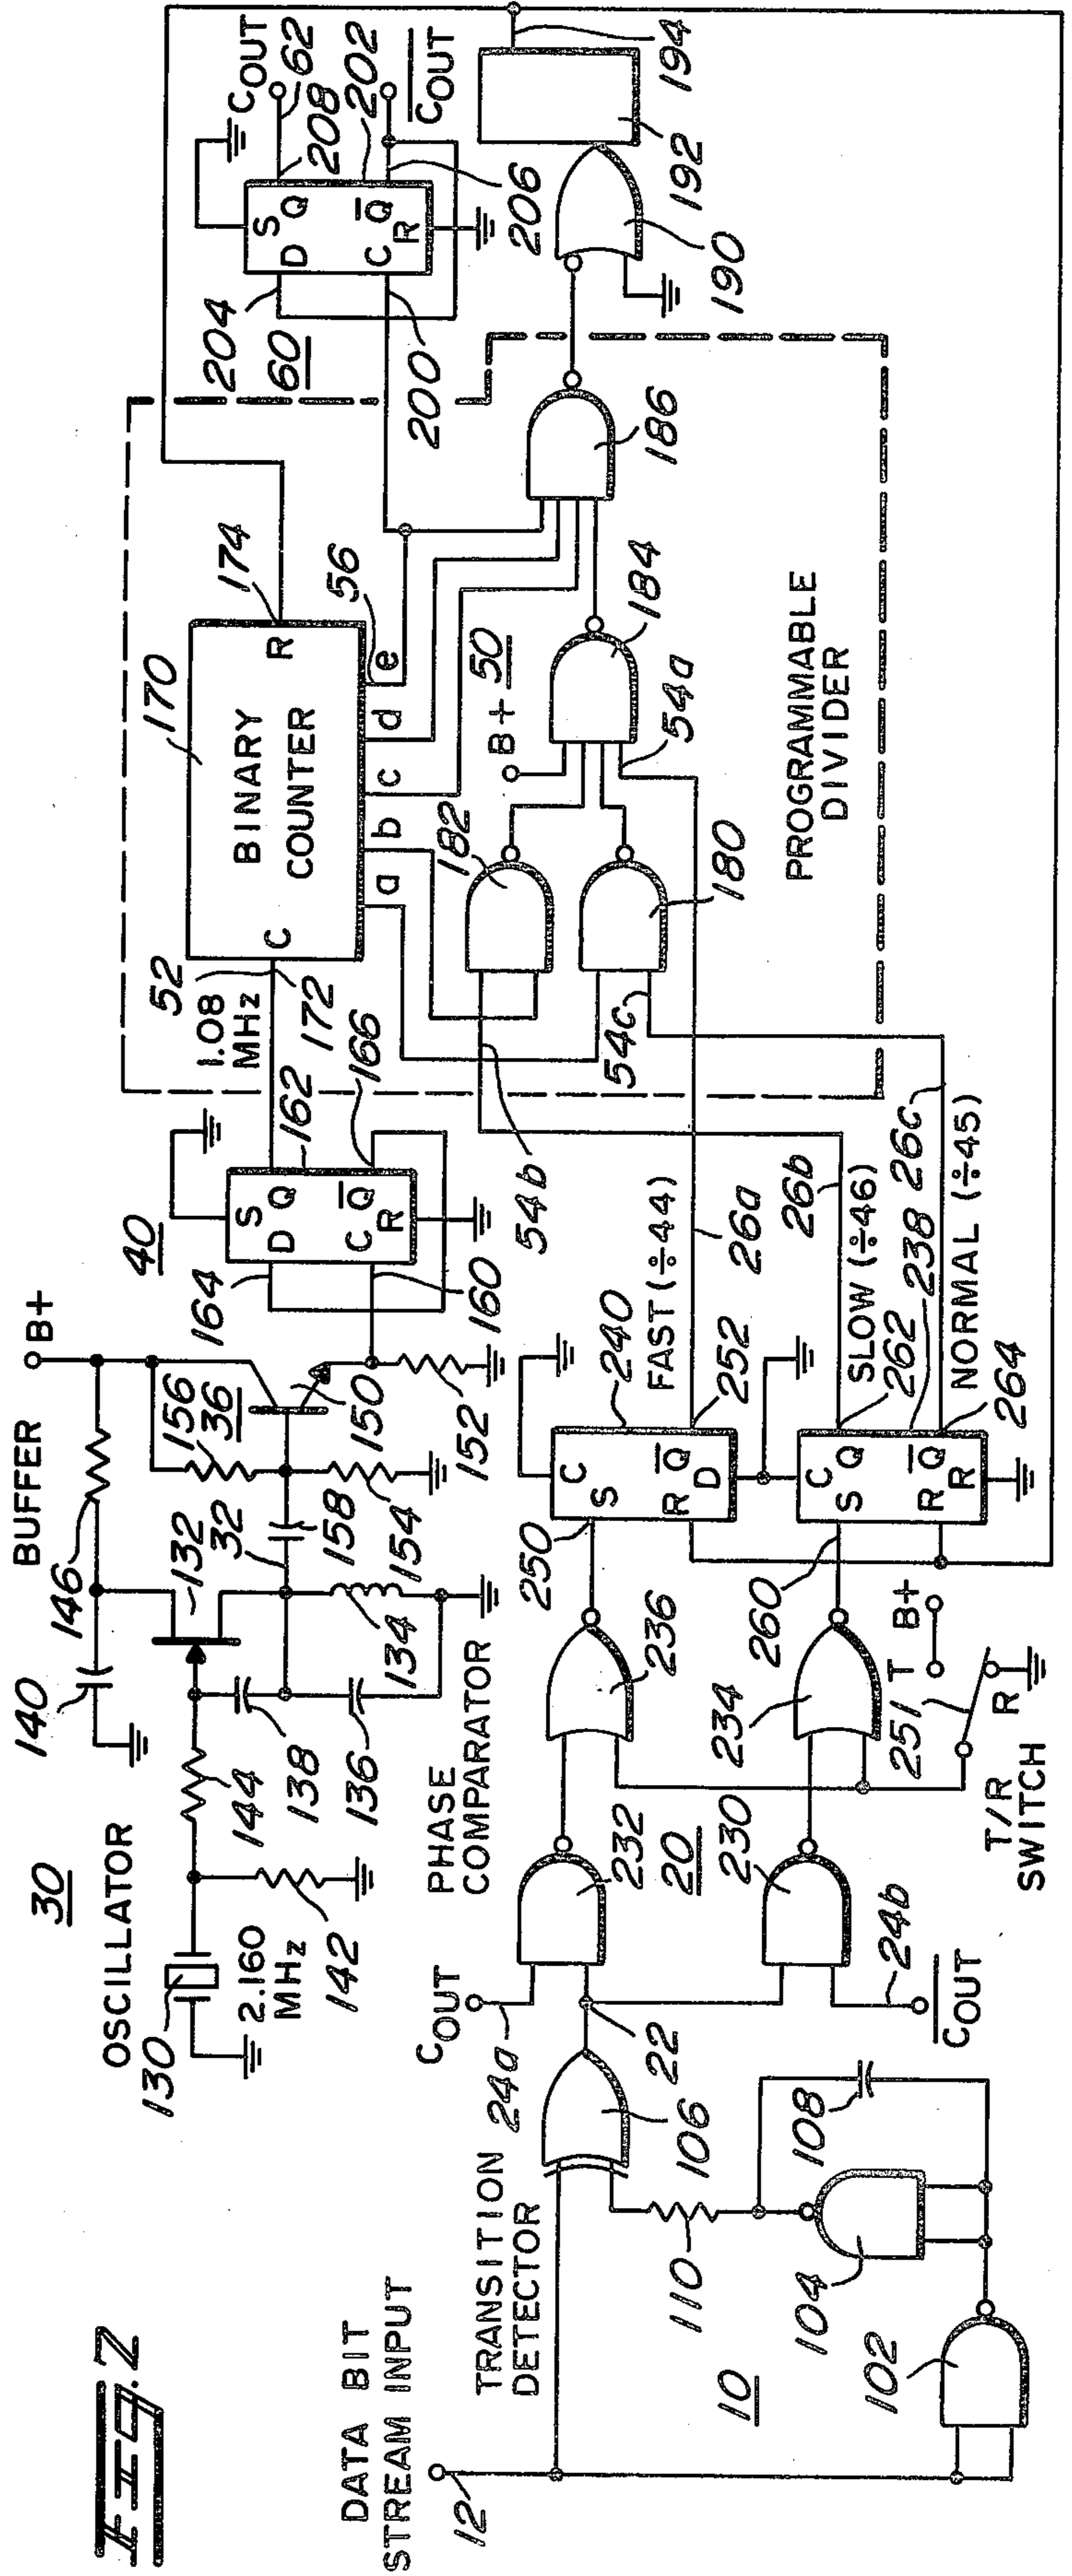 FIG. 2
30
OSCILLATOR
130
2.160
MHz
142
144
140
146
BUFFER
B+
132
138
136
134
32
158
154
156
36
150
152
40
164
160
S
D Q
C Q̅
R
162
166
52
1.08
MHz
172
170
C
BINARY
COUNTER
R
174
a b c d e
56
204
60
200
S
D Q
C Q̅
R
COUT
62
208
202
C̅O̅U̅T̅
206
194
192
190
186
184
B+
50
182
180
54a
54b
54c
PROGRAMMABLE
DIVIDER
DATA BIT
STREAM INPUT
12
TRANSITION
DETECTOR
10
102
104
106
108
110
22
COUT
24a
C̅O̅U̅T̅
24b
PHASE
COMPARATOR
20
232
230
236
234
T/R
SWITCH
251
T
R
B+
250
C
S
Q̅
R
D
240
252
FAST (÷44)
26a
26b
260
C
S Q
R Q̅
R
SLOW (÷46)
262
238
26c
NORMAL (÷45)
264